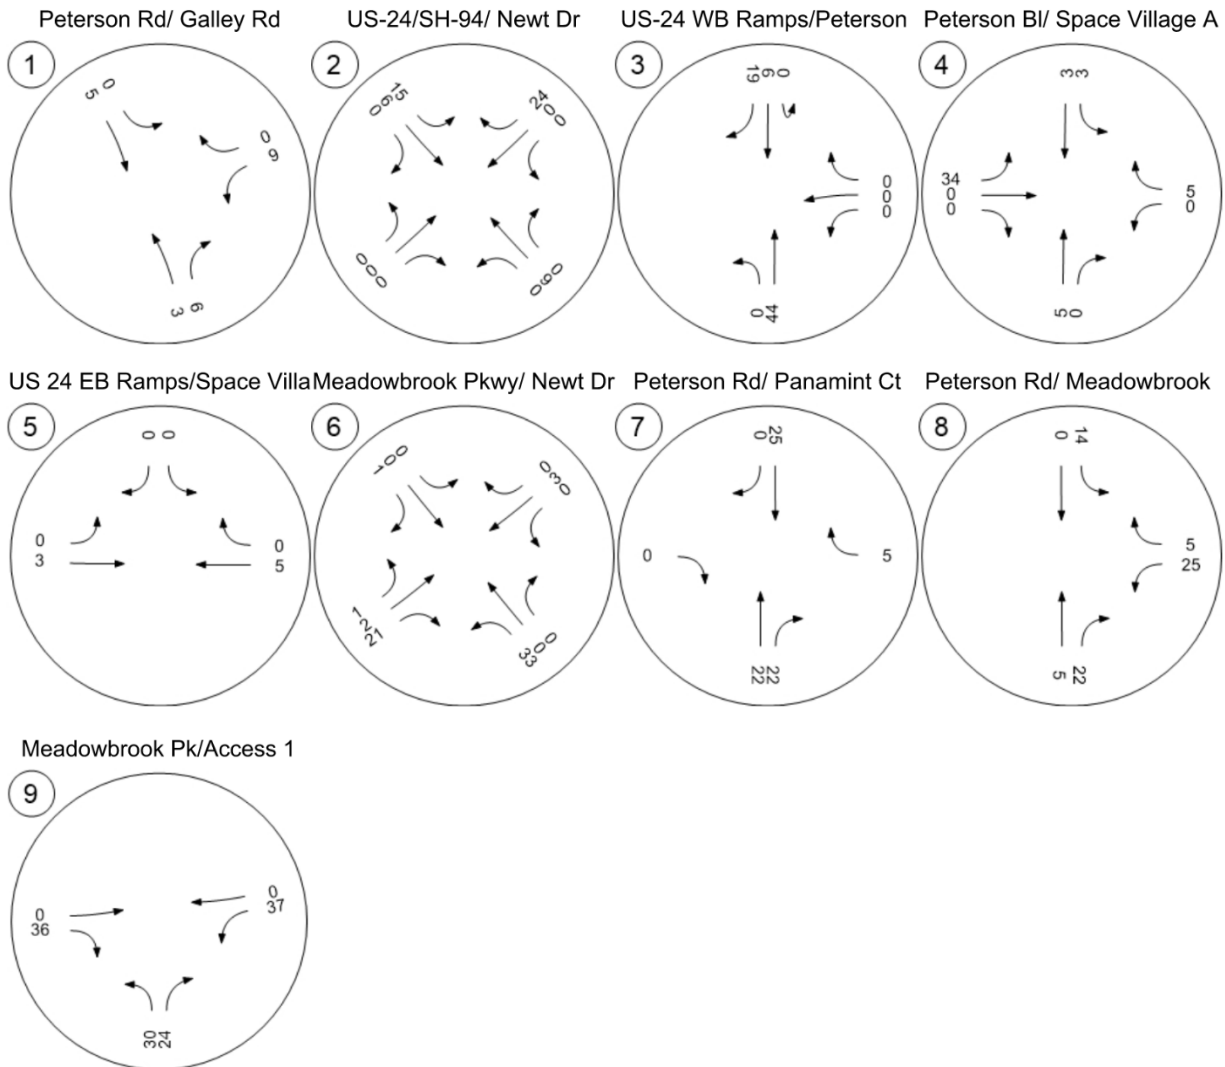 Peterson Rd/ Galley Rd
1
5 0
0
9
3 6
US-24/SH-94/ Newt Dr
2
0 6 15
24 0 0
0 0 0
0 9 0
US-24 WB Ramps/Peterson
3
19 6 0
0
0
0
0 44
Peterson Bl/ Space Village A
4
3 3
34
0
0
5
0
5 0
US 24 EB Ramps/Space Villa
5
0 0
0
3
0
5
Meadowbrook Pkwy/ Newt Dr
6
1 0 0
0 3 0
1
2
21
33 0 0
Peterson Rd/ Panamint Ct
7
0 25
0
5
22 22
Peterson Rd/ Meadowbrook
8
0 14
5
25
5 22
Meadowbrook Pk/Access 1
9
0
36
0
37
30 24